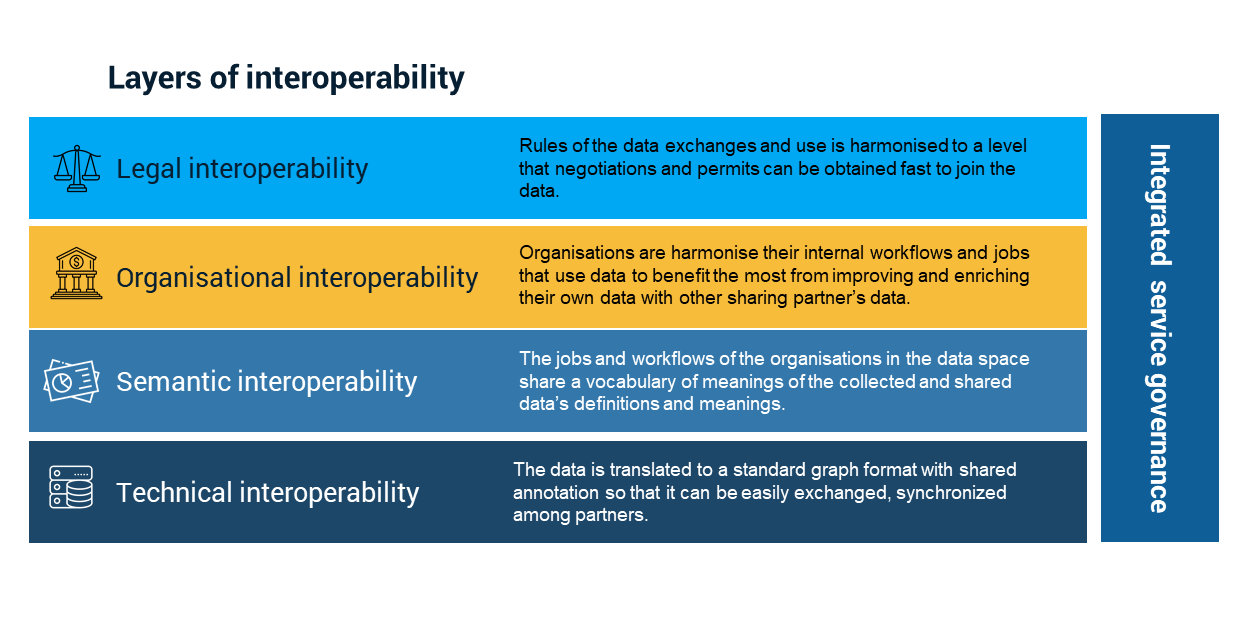 Layers of interoperability
Legal interoperability
Rules of the data exchanges and use is harmonised to a level
that negotiations and permits can be obtained fast to join the
data.
Organisational interoperability
Organisations are harmonise their internal workflows and jobs
that use data to benefit the most from improving and enriching
their own data with other sharing partner’s data.
Semantic interoperability
The jobs and workflows of the organisations in the data space
share a vocabulary of meanings of the collected and shared
data’s definitions and meanings.
Technical interoperability
The data is translated to a standard graph format with shared
annotation so that it can be easily exchanged, synchronized
among partners.
Integrated service governance